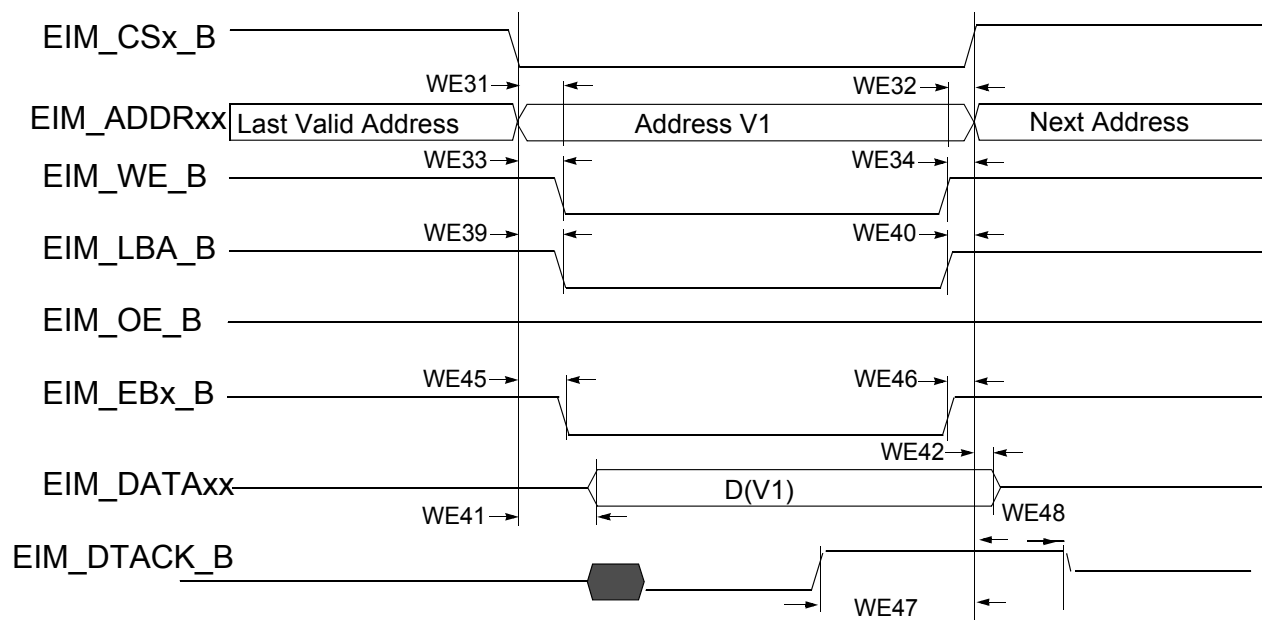 EIM_CSx_B
WE31 WE32
EIM_ADDRxx Last Valid Address Address V1 Next Address
WE33 WE34
EIM_WE_B
WE39 WE40
EIM_LBA_B
EIM_OE_B
WE45 WE46
EIM_EBx_B
WE42
EIM_DATAxx D(V1)
WE41 WE48
EIM_DTACK_B
WE47